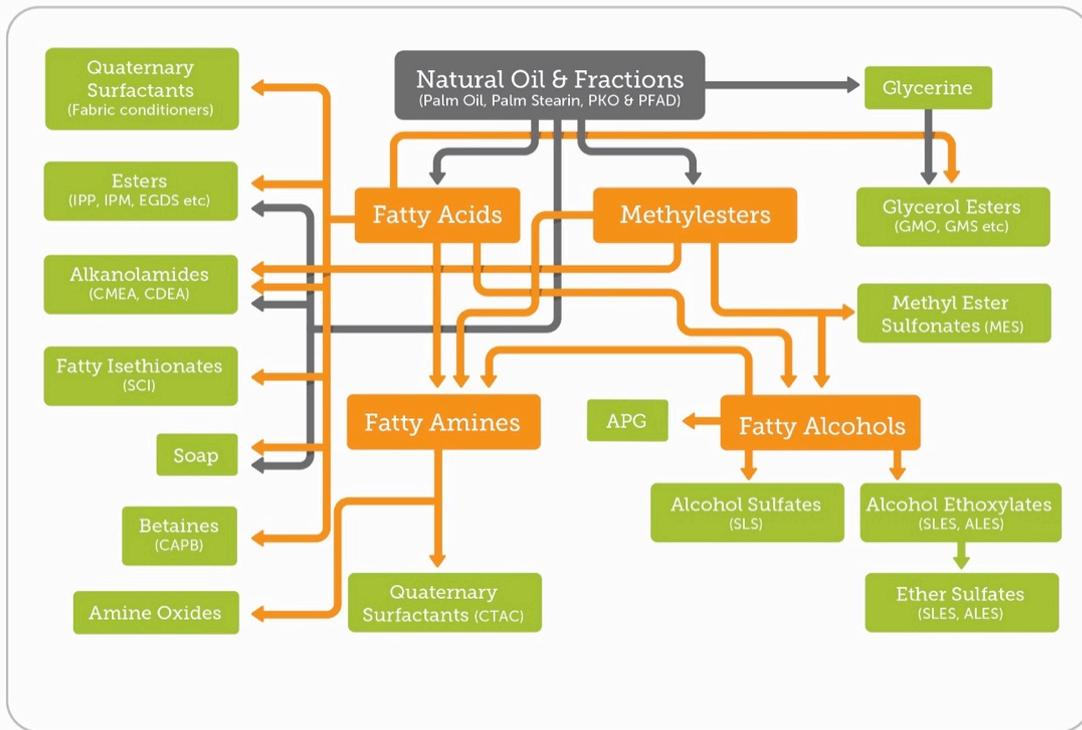 Natural Oil & Fractions
(Palm Oil, Palm Stearin, PKO & PFAD)
Glycerine
Quaternary
Surfactants
(Fabric conditioners)
Esters
(IPP, IPM, EGDS etc)
Fatty Acids
Methylesters
Glycerol Esters
(GMO, GMS etc)
Alkanolamides
(CMEA, CDEA)
Methyl Ester
Sulfonates (MES)
Fatty Isethionates
(SCI)
Fatty Amines
APG
Fatty Alcohols
Soap
Alcohol Sulfates
(SLS)
Alcohol Ethoxylates
(SLES, ALES)
Betaines
(CAPB)
Amine Oxides
Quaternary
Surfactants (CTAC)
Ether Sulfates
(SLES, ALES)